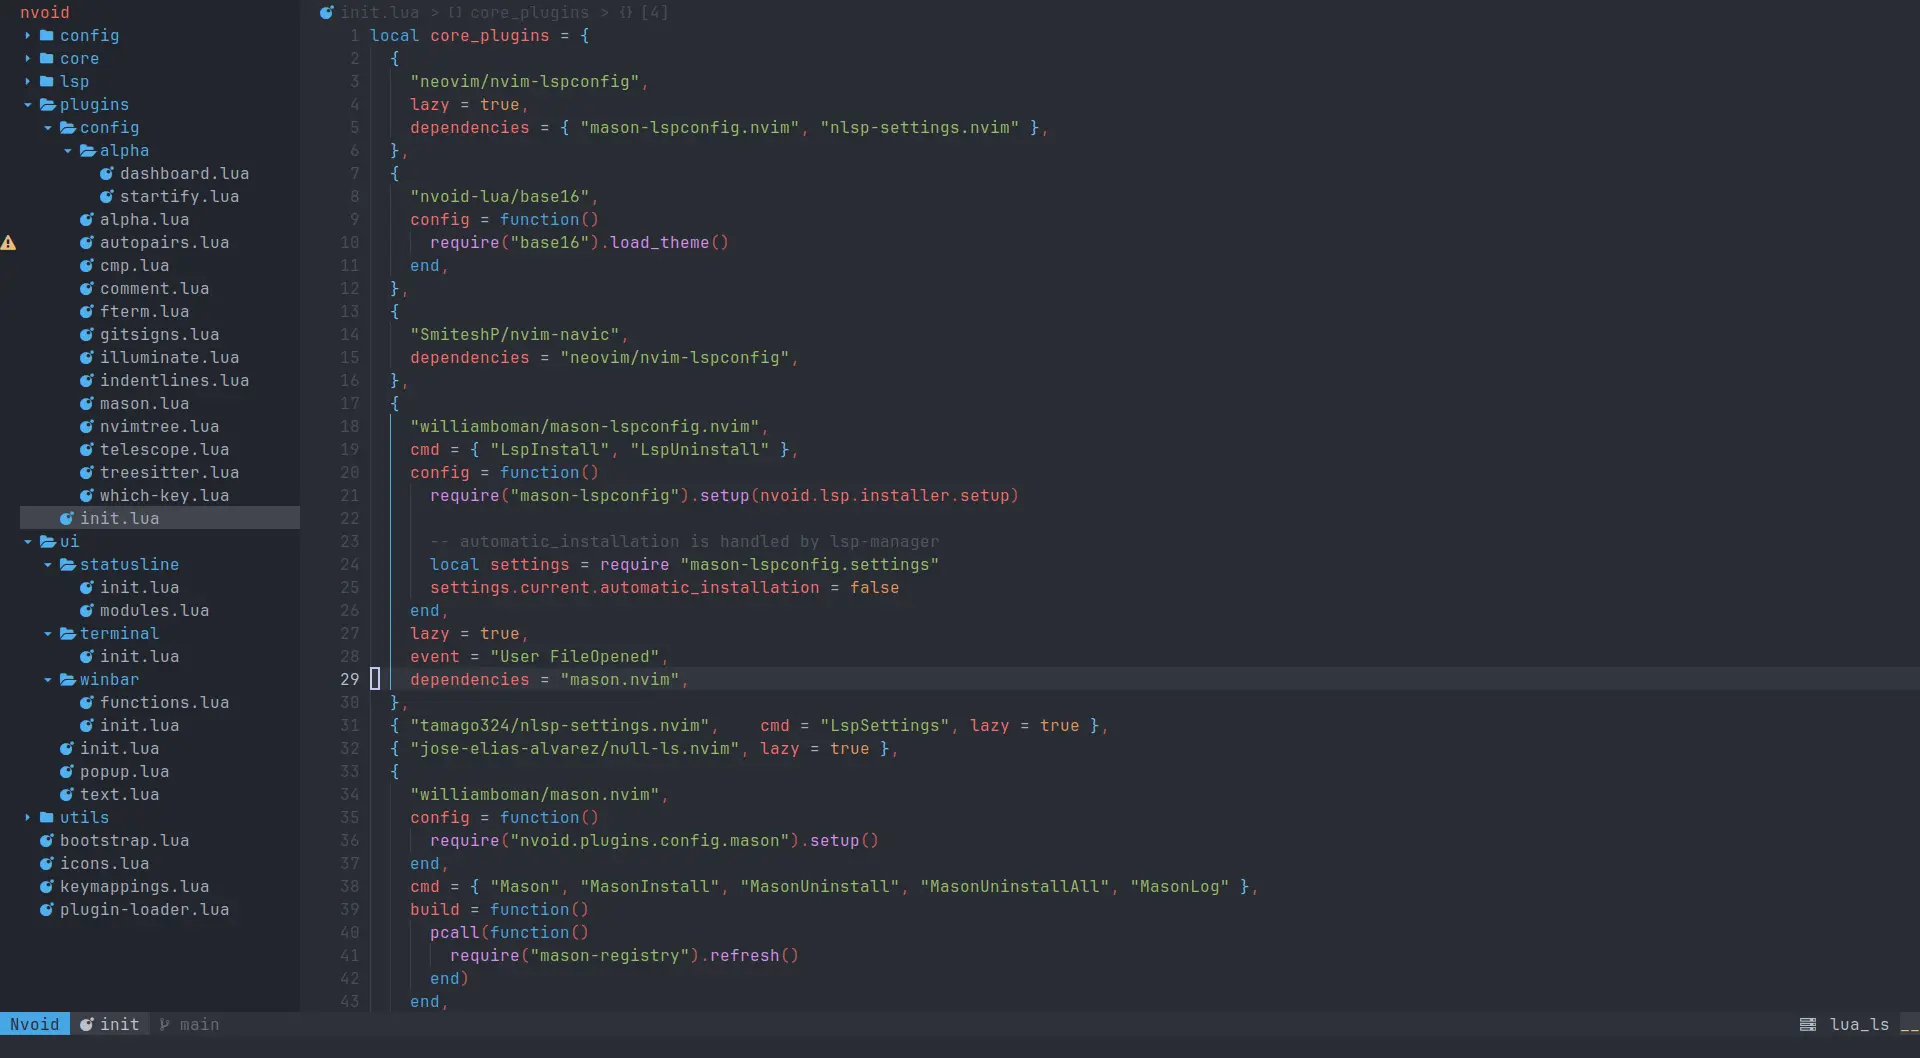 nvoid
config
core
lsp
plugins
config
alpha
dashboard.lua
startify.lua
alpha.lua
autopairs.lua
cmp.lua
comment.lua
fterm.lua
gitsigns.lua
illuminate.lua
indentlines.lua
mason.lua
nvimtree.lua
telescope.lua
treesitter.lua
which-key.lua
init.lua
ui
statusline
init.lua
modules.lua
terminal
init.lua
winbar
functions.lua
init.lua
init.lua
popup.lua
text.lua
utils
bootstrap.lua
icons.lua
keymappings.lua
plugin-loader.lua
init.lua > [] core_plugins > {} [4]
1 local core_plugins = {
2   {
3     "neovim/nvim-lspconfig",
4     lazy = true,
5     dependencies = { "mason-lspconfig.nvim", "nlsp-settings.nvim" },
6   },
7   {
8     "nvoid-lua/base16",
9     config = function()
10       require("base16").load_theme()
11     end,
12   },
13   {
14     "SmiteshP/nvim-navic",
15     dependencies = "neovim/nvim-lspconfig",
16   },
17   {
18     "williamboman/mason-lspconfig.nvim",
19     cmd = { "LspInstall", "LspUninstall" },
20     config = function()
21       require("mason-lspconfig").setup(nvoid.lsp.installer.setup)
22
23       -- automatic_installation is handled by lsp-manager
24       local settings = require "mason-lspconfig.settings"
25       settings.current.automatic_installation = false
26     end,
27     lazy = true,
28     event = "User FileOpened",
29     dependencies = "mason.nvim",
30   },
31   { "tamago324/nlsp-settings.nvim",    cmd = "LspSettings", lazy = true },
32   { "jose-elias-alvarez/null-ls.nvim", lazy = true },
33   {
34     "williamboman/mason.nvim",
35     config = function()
36       require("nvoid.plugins.config.mason").setup()
37     end,
38     cmd = { "Mason", "MasonInstall", "MasonUninstall", "MasonUninstallAll", "MasonLog" },
39     build = function()
40       pcall(function()
41         require("mason-registry").refresh()
42       end)
43     end,
Nvoid init main lua_ls __